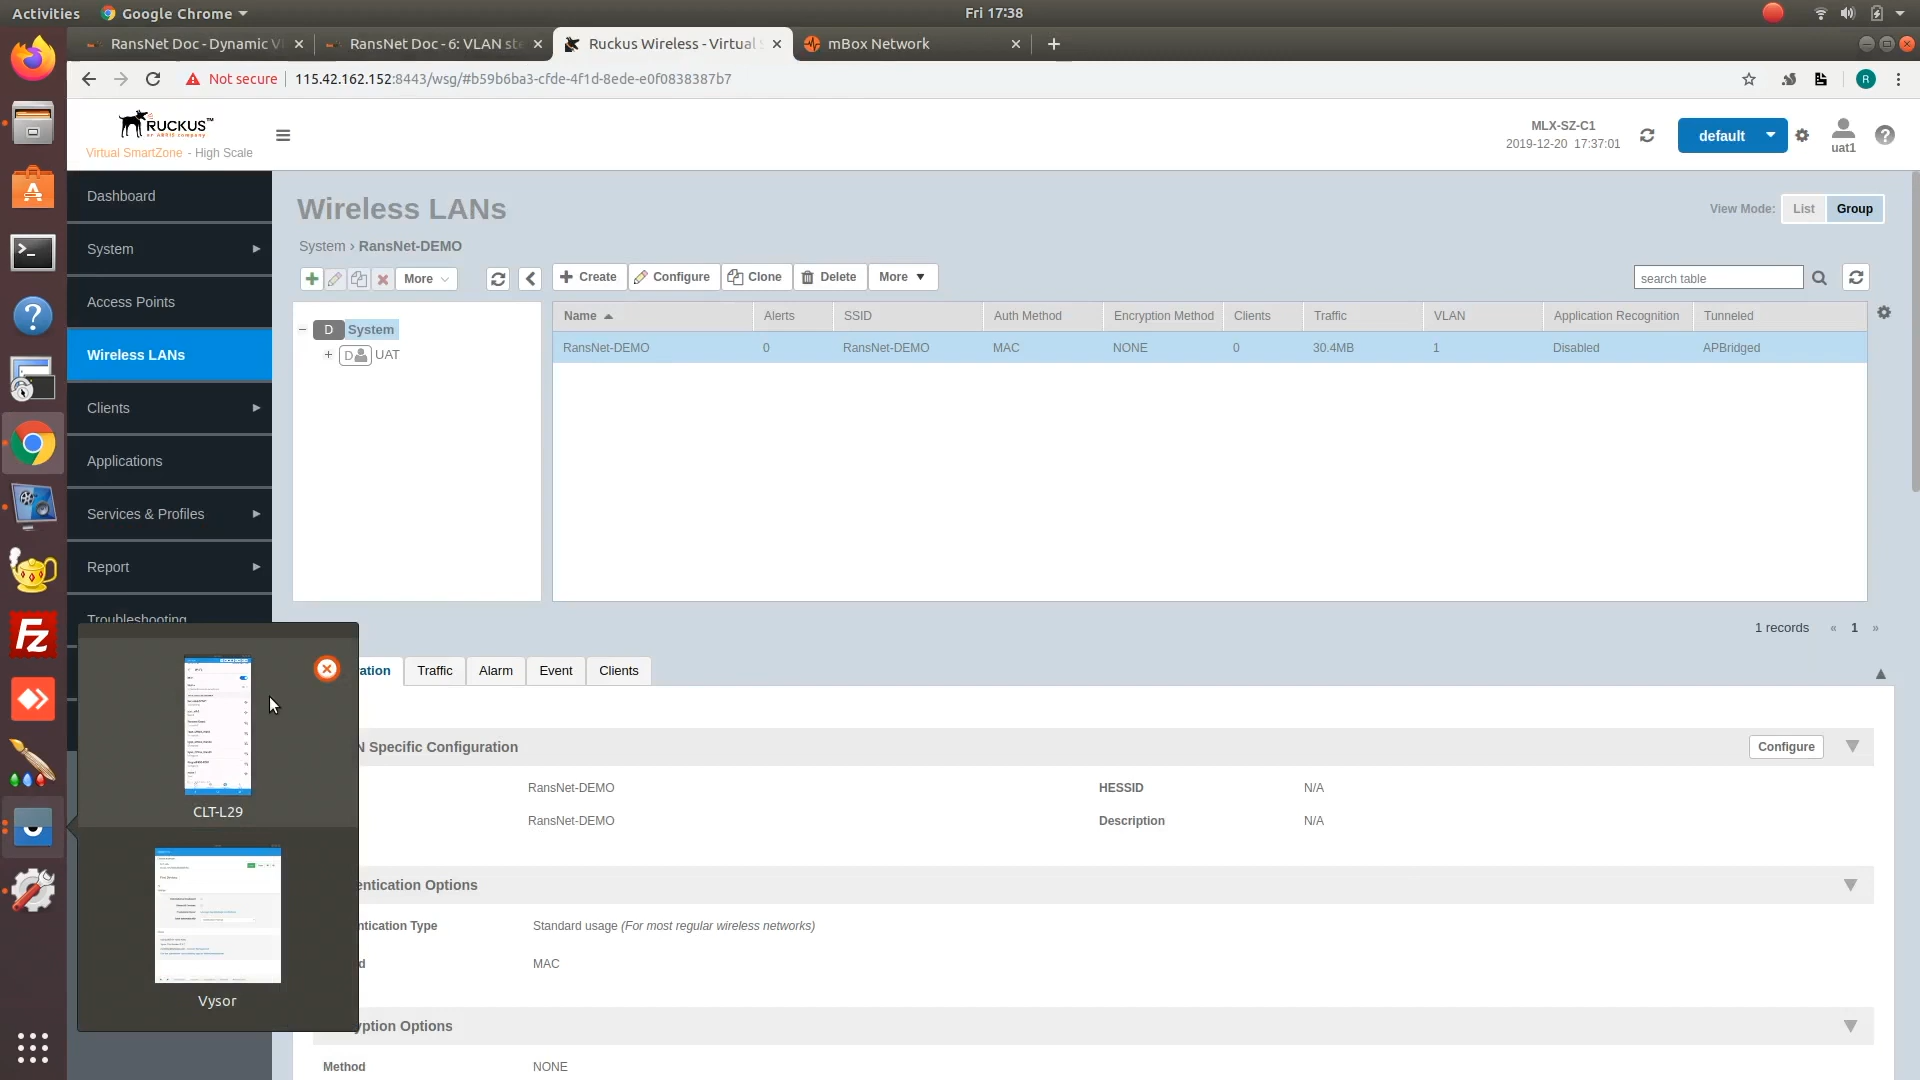 Activities
Google Chrome
Fri 17:38
RansNet Doc - Dynamic V
RansNet Doc - 6: VLAN ste
Ruckus Wireless - Virtual S
mBox Network
Not secure
115.42.162.152:8443/wsg/#b59b6ba3-cfde-4f1d-8ede-e0f0838387b7
R
RUCKUS™
an ARRIS company
Virtual SmartZone - High Scale
MLX-SZ-C1
2019-12-20 17:37:01
default
uat1
Dashboard
System
Access Points
Wireless LANs
Clients
Applications
Services & Profiles
Report
Troubleshooting
Wireless LANs
View Mode:
List
Group
System › RansNet-DEMO
More
Create
Configure
Clone
Delete
More
search table
D System
D UAT
Name
Alerts
SSID
Auth Method
Encryption Method
Clients
Traffic
VLAN
Application Recognition
Tunneled
RansNet-DEMO
0
RansNet-DEMO
MAC
NONE
0
30.4MB
1
Disabled
APBridged
1 records
« 1 »
ation
Traffic
Alarm
Event
Clients
N Specific Configuration
Configure
RansNet-DEMO
HESSID
N/A
RansNet-DEMO
Description
N/A
entication Options
ntication Type
Standard usage (For most regular wireless networks)
d
MAC
yption Options
Method
NONE
CLT-L29
Vysor
Fz